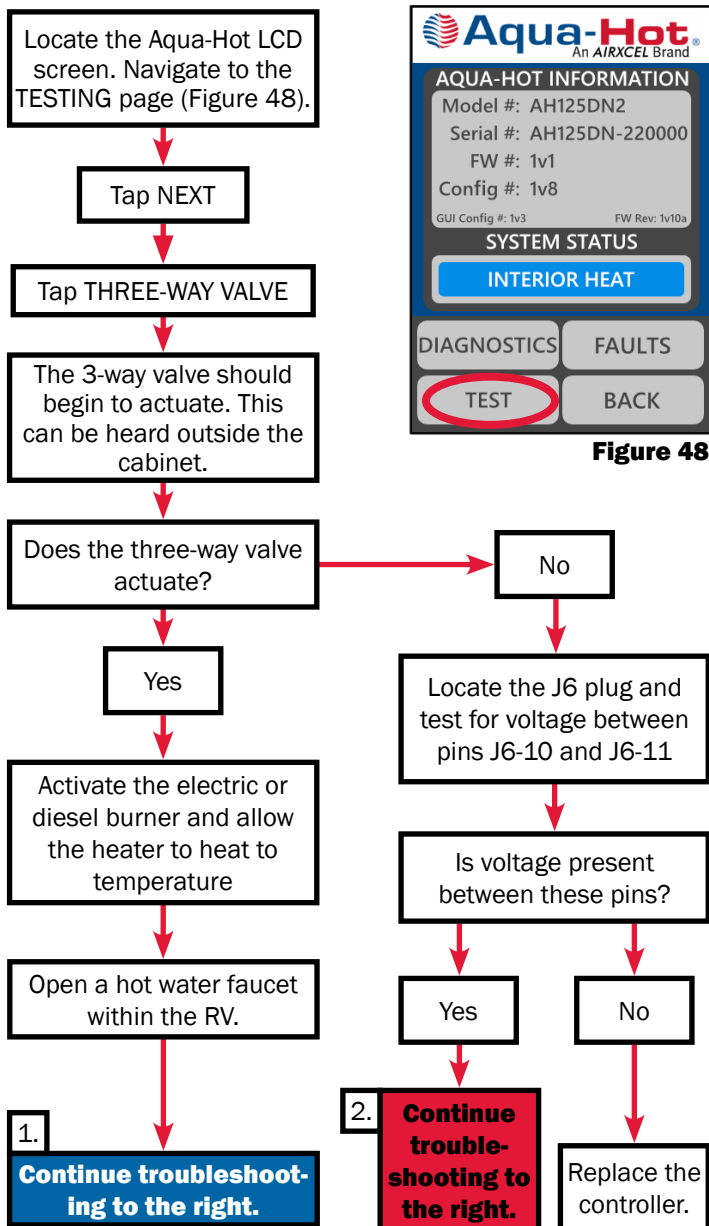 Locate the Aqua-Hot LCD
screen. Navigate to the
TESTING page (Figure 48).
Tap NEXT
Tap THREE-WAY VALVE
The 3-way valve should
begin to actuate. This
can be heard outside the
cabinet.
Aqua-Hot®
An AIRXCEL Brand
AQUA-HOT INFORMATION
Model #: AH125DN2
Serial #: AH125DN-220000
FW #: 1v1
Config #: 1v8
GUI Config #: 1v3 FW Rev: 1v10a
SYSTEM STATUS
INTERIOR HEAT
DIAGNOSTICS FAULTS
TEST BACK
Figure 48
Does the three-way valve
actuate?
No
Yes
Locate the J6 plug and
test for voltage between
pins J6-10 and J6-11
Activate the electric or
diesel burner and allow
the heater to heat to
temperature
Is voltage present
between these pins?
Open a hot water faucet
within the RV.
Yes
No
1.
Continue troubleshoot-
ing to the right.
2.
Continue
trouble-
shooting to
the right.
Replace the
controller.